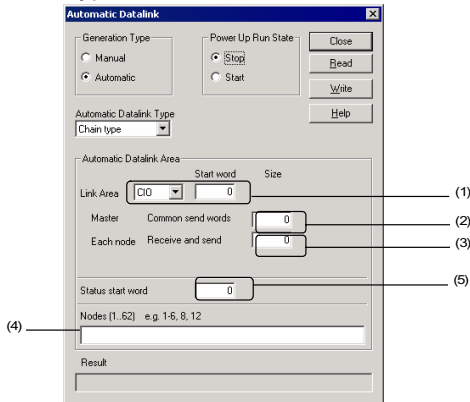 Automatic Datalink
Generation Type
Manual
Automatic
Power Up Run State
Stop
Start
Close
Read
Write
Help
Automatic Datalink Type
Chain type
Automatic Datalink Area
Start word Size
Link Area CIO 0 (1)
Master Common send words 0 (2)
Each node Receive and send 0 (3)
Status start word 0 (5)
Nodes (1..62) e.g. 1-6, 8, 12
(4)
Result